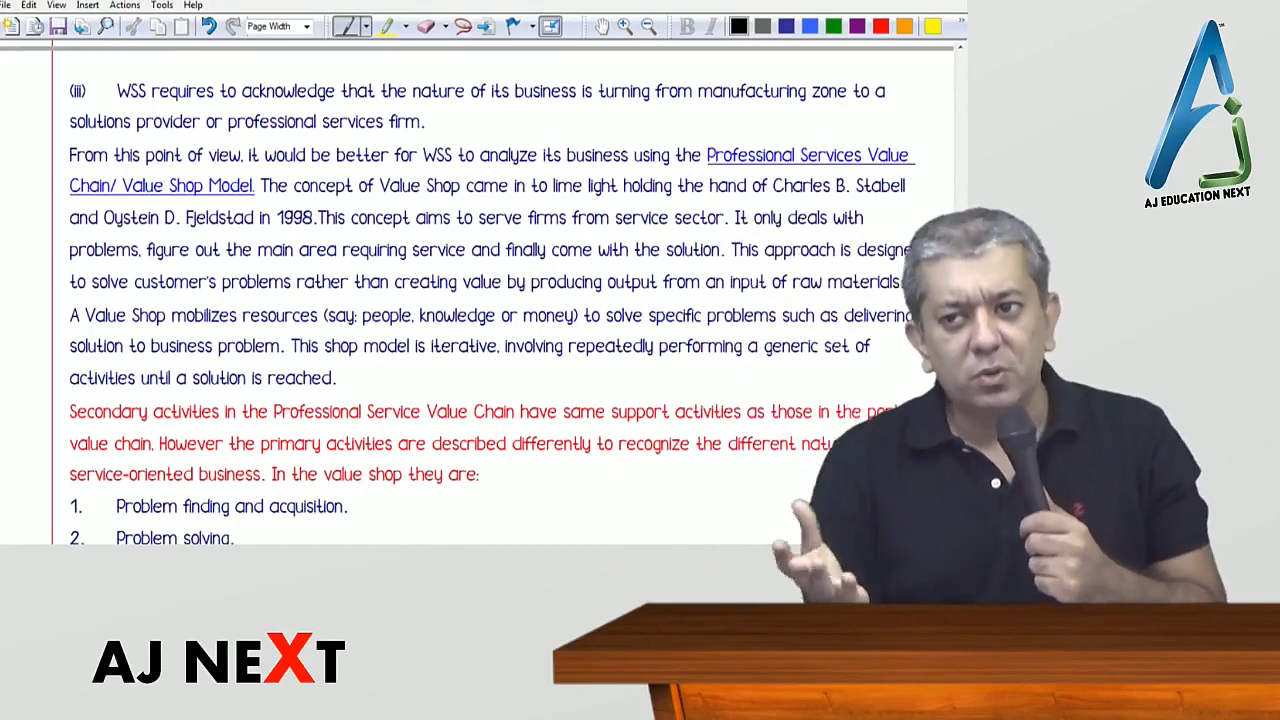 File Edit View Insert Actions Tools Help
Page Width
(iii) WSS requires to acknowledge that the nature of its business is turning from manufacturing zone to a
solutions provider or professional services firm.
From this point of view, it would be better for WSS to analyze its business using the Professional Services Value
Chain/ Value Shop Model. The concept of Value Shop came in to lime light holding the hand of Charles B. Stabell
and Oystein D. Fjeldstad in 1998.This concept aims to serve firms from service sector. It only deals with
problems, figure out the main area requiring service and finally come with the solution. This approach is designe
to solve customer's problems rather than creating value by producing output from an input of raw materials.
A Value Shop mobilizes resources (say: people, knowledge or money) to solve specific problems such as delivering
solution to business problem. This shop model is iterative, involving repeatedly performing a generic set of
activities until a solution is reached.
Secondary activities in the Professional Service Value Chain have same support activities as those in the
value chain, However the primary activities are described differently to recognize the different
service-oriented business. In the value shop they are:
1. Problem finding and acquisition.
2. Problem solving.
AJ EDUCATION NEXT
AJ NEXT